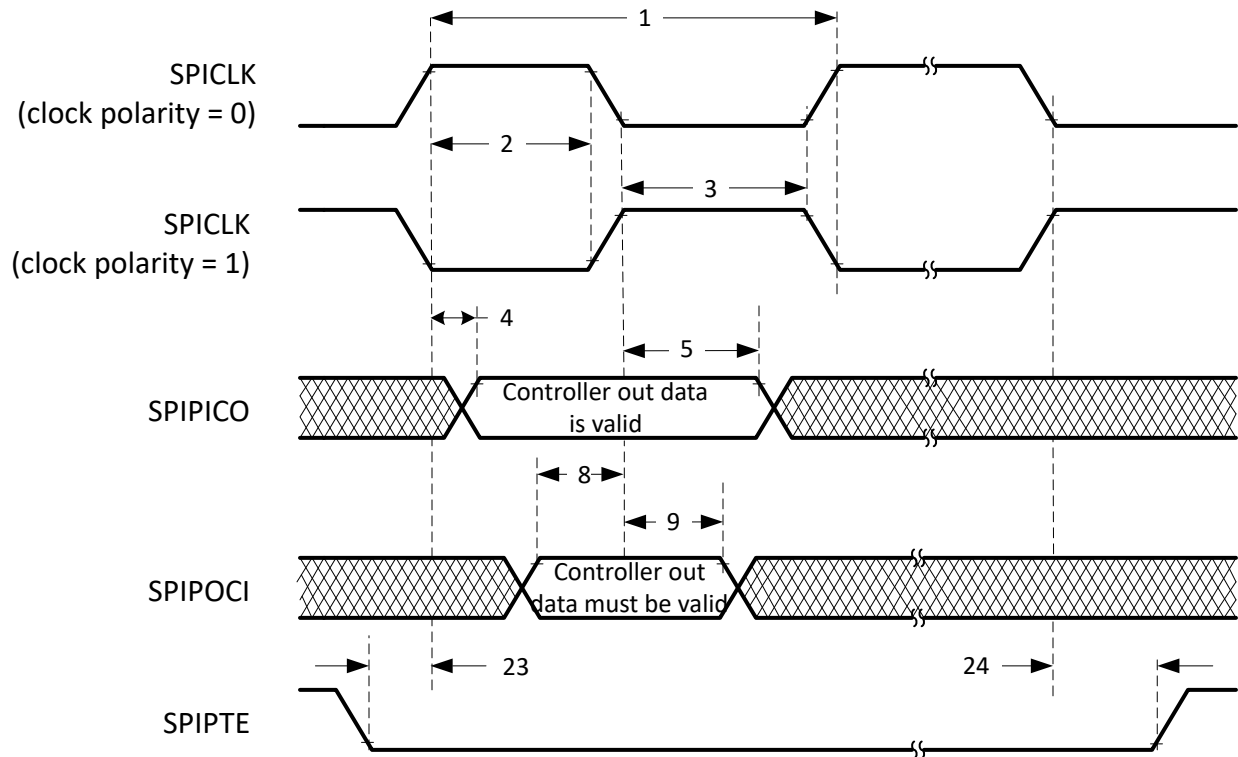 1
SPICLK
(clock polarity = 0)
2
3
SPICLK
(clock polarity = 1)
4
5
SPIPICO
Controller out data
is valid
8
9
SPIPOCI
Controller out
data must be valid
23
24
SPIPTE